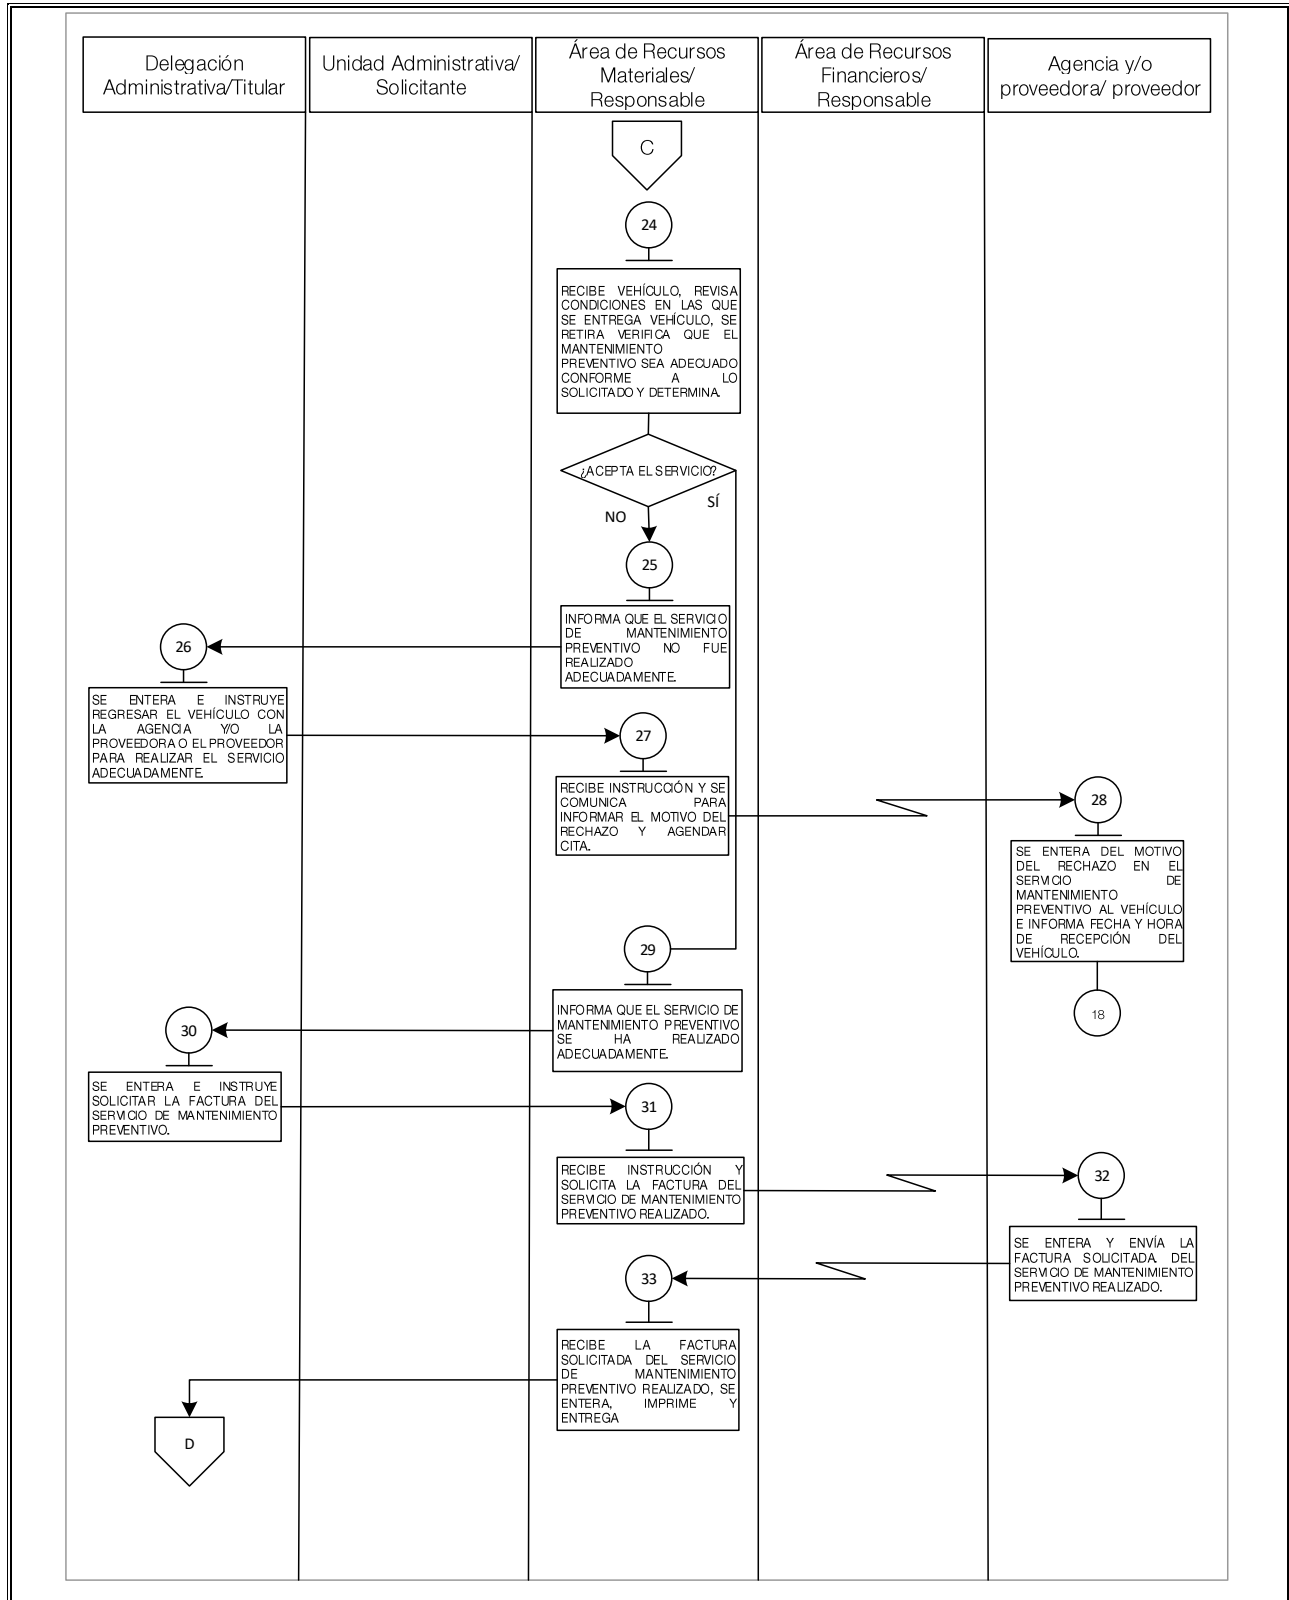 Delegación
Administrativa/Titular
Unidad Administrativa/
Solicitante
Área de Recursos
Materiales/
Responsable
Área de Recursos
Financieros/
Responsable
Agencia y/o
proveedora/ proveedor
C
24
RECIBE VEHÍCULO, REVISA
CONDICIONES EN LAS QUE
SE ENTREGA VEHÍCULO, SE
RETIRA VERIFICA QUE EL
MANTENIMIENTO
PREVENTIVO SEA ADECUADO
CONFORME A LO
SOLICITADO Y DETERMINA.
¿ACEPTA EL SERVICIO?
SÍ
NO
25
INFORMA QUE EL SERVICIO
DE MANTENIMIENTO
PREVENTIVO NO FUE
REALIZADO
ADECUADAMENTE.
26
SE ENTERA E INSTRUYE
REGRESAR EL VEHÍCULO CON
LA AGENCIA Y/O LA
PROVEEDORA O EL PROVEEDOR
PARA REALIZAR EL SERVICIO
ADECUADAMENTE.
27
RECIBE INSTRUCCIÓN Y SE
COMUNICA PARA
INFORMAR EL MOTIVO DEL
RECHAZO Y AGENDAR
CITA.
28
SE ENTERA DEL MOTIVO
DEL RECHAZO EN EL
SERVICIO DE
MANTENIMIENTO
PREVENTIVO AL VEHÍCULO
E INFORMA FECHA Y HORA
DE RECEPCIÓN DEL
VEHÍCULO.
18
29
INFORMA QUE EL SERVICIO DE
MANTENIMIENTO PREVENTIVO
SE HA REALIZADO
ADECUADAMENTE.
30
SE ENTERA E INSTRUYE
SOLICITAR LA FACTURA DEL
SERVICIO DE MANTENIMIENTO
PREVENTIVO.
31
RECIBE INSTRUCCIÓN Y
SOLICITA LA FACTURA DEL
SERVICIO DE MANTENIMIENTO
PREVENTIVO REALIZADO.
32
SE ENTERA Y ENVÍA LA
FACTURA SOLICITADA. DEL
SERVICIO DE MANTENIMIENTO
PREVENTIVO REALIZADO.
33
RECIBE LA FACTURA
SOLICITADA DEL SERVICIO
DE MANTENIMIENTO
PREVENTIVO REALIZADO, SE
ENTERA, IMPRIME Y
ENTREGA
D